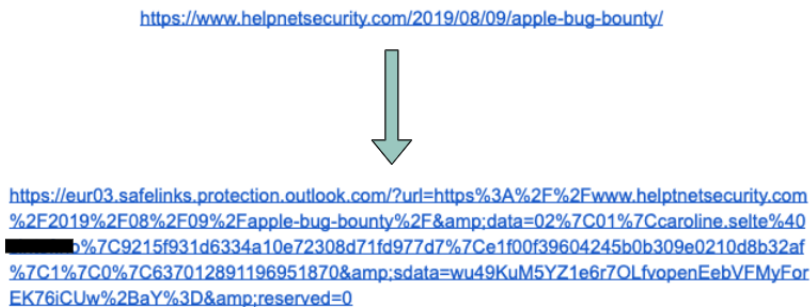 https://www.helpnetsecurity.com/2019/08/09/apple-bug-bounty/
https://eur03.safelinks.protection.outlook.com/?url=https%3A%2F%2Fwww.helptnetsecurity.com
%2F2019%2F08%2F09%2Fapple-bug-bounty%2F&amp;data=02%7C01%7Ccaroline.selte%40
o%7C9215f931d6334a10e72308d71fd977d7%7Ce1f00f39604245b0b309e0210d8b32af
%7C1%7C0%7C637012891196951870&amp;sdata=wu49KuM5YZ1e6r7OLfvopenEebVFMyFor
EK76iCUw%2BaY%3D&amp;reserved=0